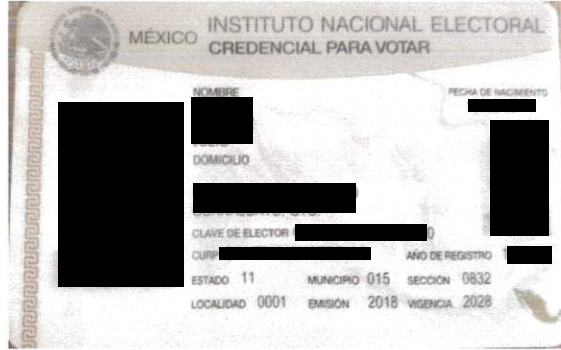 MÉXICO INSTITUTO NACIONAL ELECTORAL
CREDENCIAL PARA VOTAR
NOMBRE FECHA DE NACIMIENTO
DOMICILIO
CLAVE DE ELECTOR
CURP AÑO DE REGISTRO
ESTADO 11 MUNICIPIO 015 SECCIÓN 0832
LOCALIDAD 0001 EMISIÓN 2018 VIGENCIA 2028